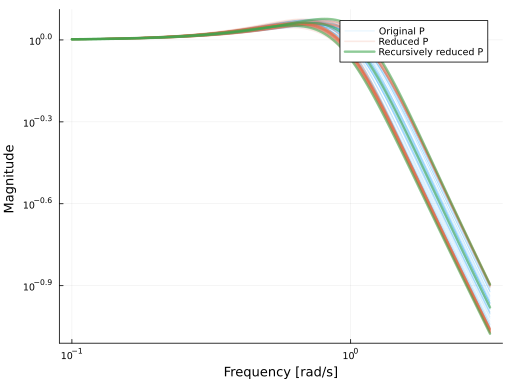 10^0.0
10^-0.3
10^-0.6
10^-0.9
Magnitude
Original P
Reduced P
Recursively reduced P
10^-1
10^0
Frequency [rad/s]